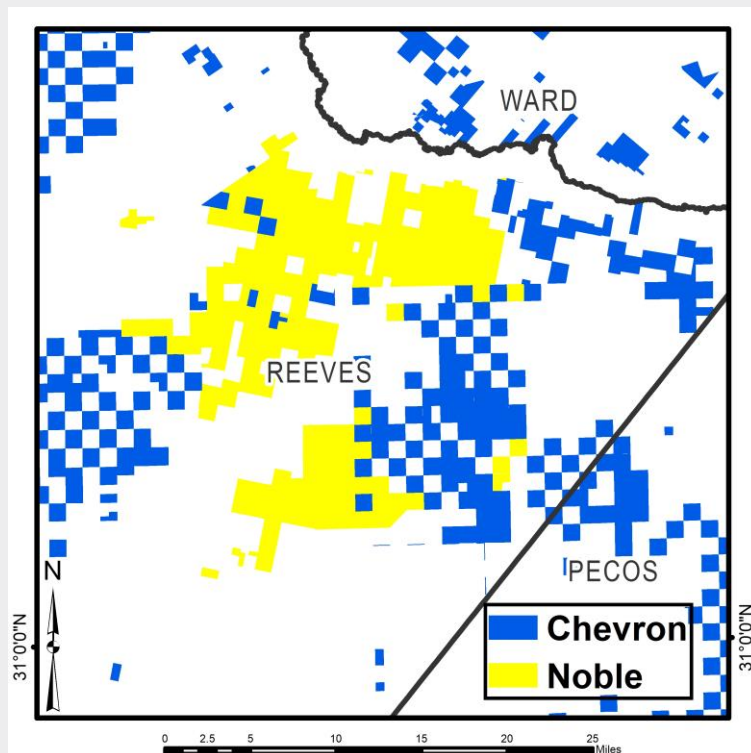 WARD
REEVES
N
PECOS
31°0'0"N
31°0'0"N
Chevron
Noble
0 2.5 5 10 15 20 25
Miles